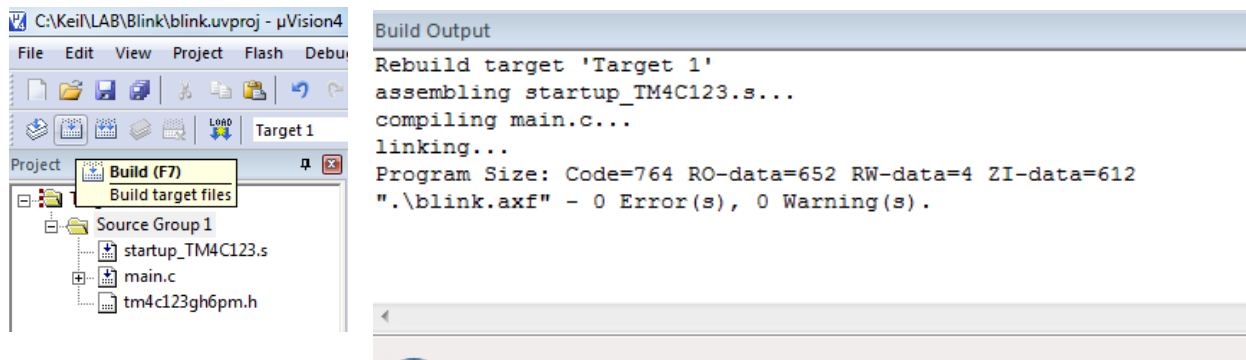 C:\Keil\LAB\Blink\blink.uvproj - µVision4
File Edit View Project Flash Debug
LOAD
Target 1
Project
Build (F7)
Build target files
Source Group 1
startup_TM4C123.s
main.c
tm4c123gh6pm.h
Build Output
Rebuild target 'Target 1'
assembling startup_TM4C123.s...
compiling main.c...
linking...
Program Size: Code=764 RO-data=652 RW-data=4 ZI-data=612
".\blink.axf" - 0 Error(s), 0 Warning(s).